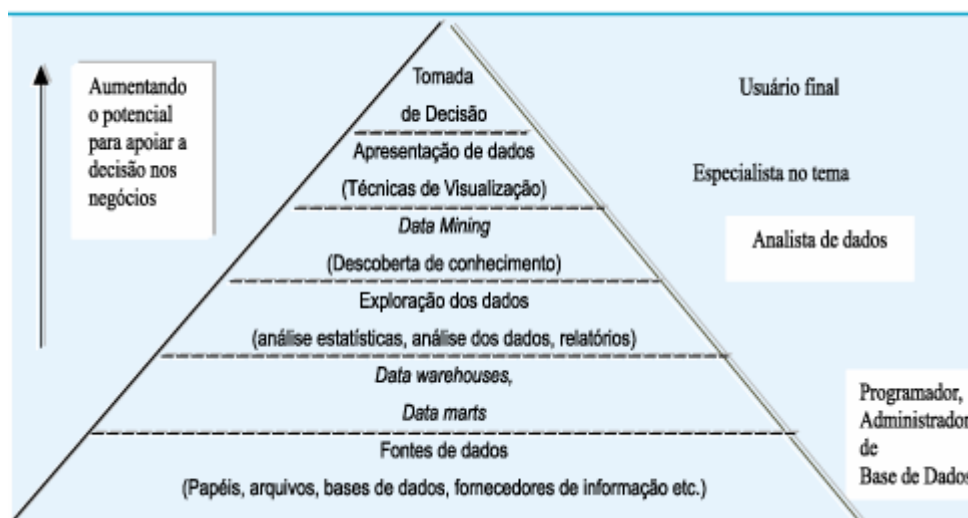 Aumentando
o potencial
para apoiar a
decisão nos
negócios
Tomada
de Decisão
Apresentação de dados
(Técnicas de Visualização)
Data Mining
(Descoberta de conhecimento)
Exploração dos dados
(análise estatísticas, análise dos dados, relatórios)
Data warehouses,
Data marts
Fontes de dados
(Papéis, arquivos, bases de dados, fornecedores de informação etc.)
Usuário final
Especialista no tema
Analista de dados
Programador,
Administrador
de
Base de Dados